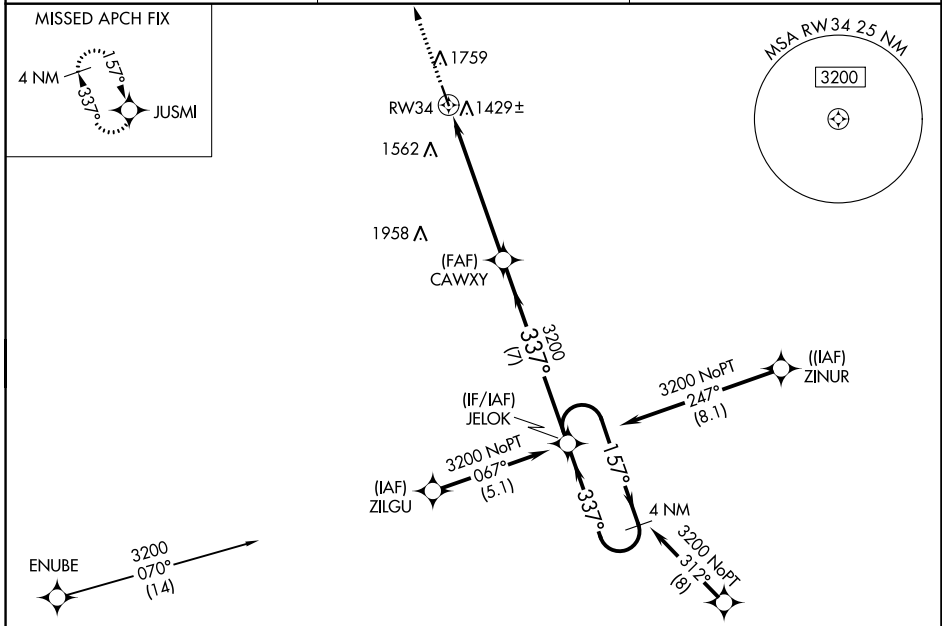 MISSED APCH FIX
4 NM
157°
337°
JUSMI
1759
RW34
1429±
1562
1958
MSA RW34 25 NM
3200
(FAF)
CAWXY
3200
337°
(7)
((IAF)
ZINUR
3200 NoPT
247°
(8.1)
(IF/IAF)
JELOK
3200 NoPT
067°
(5.1)
(IAF)
ZILGU
157°
337°
4 NM
3200 NoPT
312°
(8)
ENUBE
3200
070°
(14)